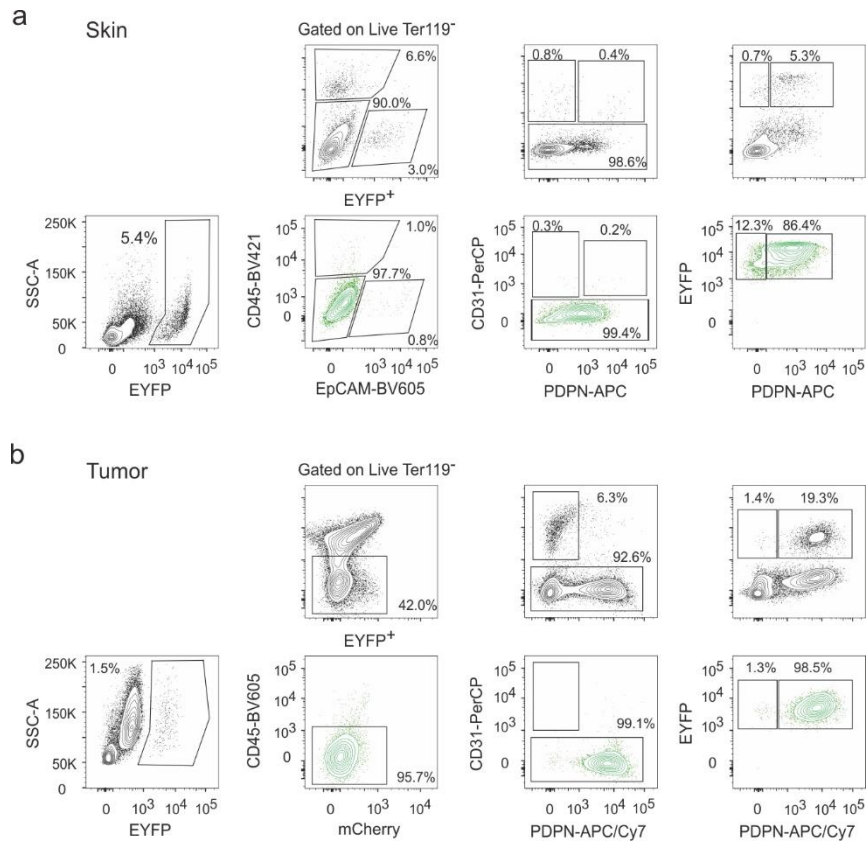 a
Skin
Gated on Live Ter119⁻
6.6%
90.0%
3.0%
0.8% 0.4%
98.6%
0.7% 5.3%
EYFP⁺
250K
200K
150K
100K
50K
0
SSC-A
5.4%
0 10³ 10⁴ 10⁵
EYFP
10⁵
10⁴
10³
0
CD45-BV421
1.0%
97.7%
0.8%
0 10³ 10⁴ 10⁵
EpCAM-BV605
10⁵
10⁴
10³
0
CD31-PerCP
0.3% 0.2%
99.4%
0 10³ 10⁴ 10⁵
PDPN-APC
10⁵
10⁴
10³
0
EYFP
12.3% 86.4%
0 10³ 10⁴ 10⁵
PDPN-APC
b
Tumor
Gated on Live Ter119⁻
42.0%
6.3%
92.6%
1.4% 19.3%
EYFP⁺
250K
200K
150K
100K
50K
0
SSC-A
1.5%
0 10³ 10⁴ 10⁵
EYFP
10⁵
10⁴
10³
0
CD45-BV605
95.7%
0 10³ 10⁴
mCherry
10⁵
10⁴
10³
0
CD31-PerCP
99.1%
0 10³ 10⁴ 10⁵
PDPN-APC/Cy7
10⁵
10⁴
10³
0
EYFP
1.3% 98.5%
0 10³ 10⁴ 10⁵
PDPN-APC/Cy7